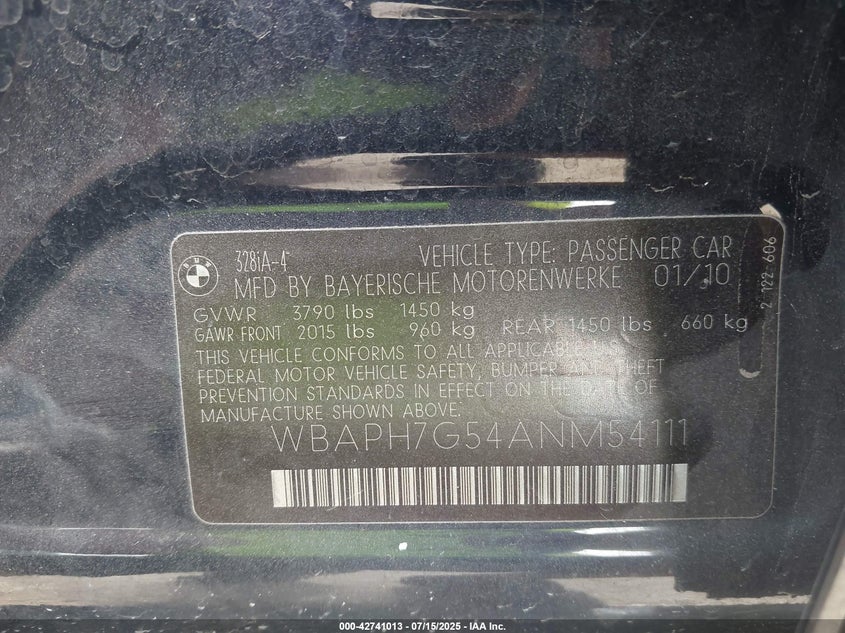 328iA-4 VEHICLE TYPE: PASSENGER CAR
MFD BY BAYERISCHE MOTORENWERKE 01/10
GVWR 3790 lbs 1450 kg
GAWR FRONT 2015 lbs 960 kg REAR 1450 lbs 660 kg
THIS VEHICLE CONFORMS TO ALL APPLICABLE
FEDERAL MOTOR VEHICLE SAFETY, BUMPER AND THEFT
PREVENTION STANDARDS IN EFFECT ON THE DATE OF
MANUFACTURE SHOWN ABOVE:
WBAPH7G54ANM54111
2 122 606
000-42741013 - 07/15/2025 - IAA Inc.